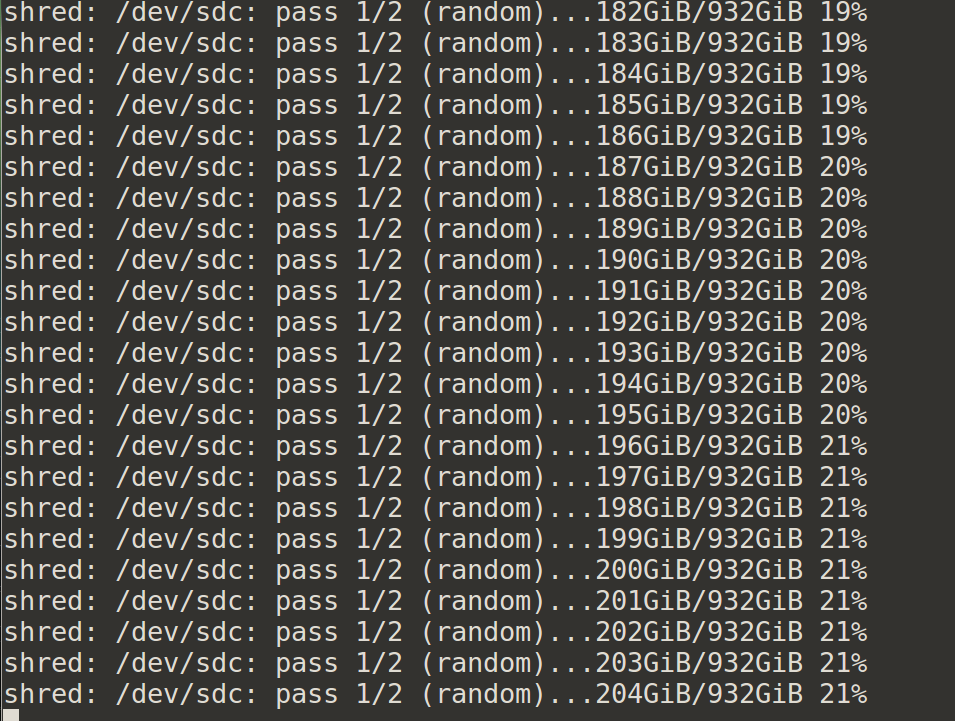 shred: /dev/sdc: pass 1/2 (random)...182GiB/932GiB 19%
shred: /dev/sdc: pass 1/2 (random)...183GiB/932GiB 19%
shred: /dev/sdc: pass 1/2 (random)...184GiB/932GiB 19%
shred: /dev/sdc: pass 1/2 (random)...185GiB/932GiB 19%
shred: /dev/sdc: pass 1/2 (random)...186GiB/932GiB 19%
shred: /dev/sdc: pass 1/2 (random)...187GiB/932GiB 20%
shred: /dev/sdc: pass 1/2 (random)...188GiB/932GiB 20%
shred: /dev/sdc: pass 1/2 (random)...189GiB/932GiB 20%
shred: /dev/sdc: pass 1/2 (random)...190GiB/932GiB 20%
shred: /dev/sdc: pass 1/2 (random)...191GiB/932GiB 20%
shred: /dev/sdc: pass 1/2 (random)...192GiB/932GiB 20%
shred: /dev/sdc: pass 1/2 (random)...193GiB/932GiB 20%
shred: /dev/sdc: pass 1/2 (random)...194GiB/932GiB 20%
shred: /dev/sdc: pass 1/2 (random)...195GiB/932GiB 20%
shred: /dev/sdc: pass 1/2 (random)...196GiB/932GiB 21%
shred: /dev/sdc: pass 1/2 (random)...197GiB/932GiB 21%
shred: /dev/sdc: pass 1/2 (random)...198GiB/932GiB 21%
shred: /dev/sdc: pass 1/2 (random)...199GiB/932GiB 21%
shred: /dev/sdc: pass 1/2 (random)...200GiB/932GiB 21%
shred: /dev/sdc: pass 1/2 (random)...201GiB/932GiB 21%
shred: /dev/sdc: pass 1/2 (random)...202GiB/932GiB 21%
shred: /dev/sdc: pass 1/2 (random)...203GiB/932GiB 21%
shred: /dev/sdc: pass 1/2 (random)...204GiB/932GiB 21%